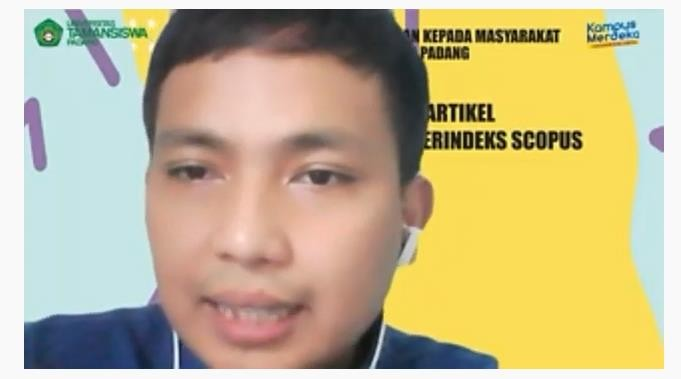 UNIVERSITAS
TAMANSISWA
PADANG
AN KEPADA MASYARAKAT
PADANG
Kampus
Merdeka
ARTIKEL
ERINDEKS SCOPUS